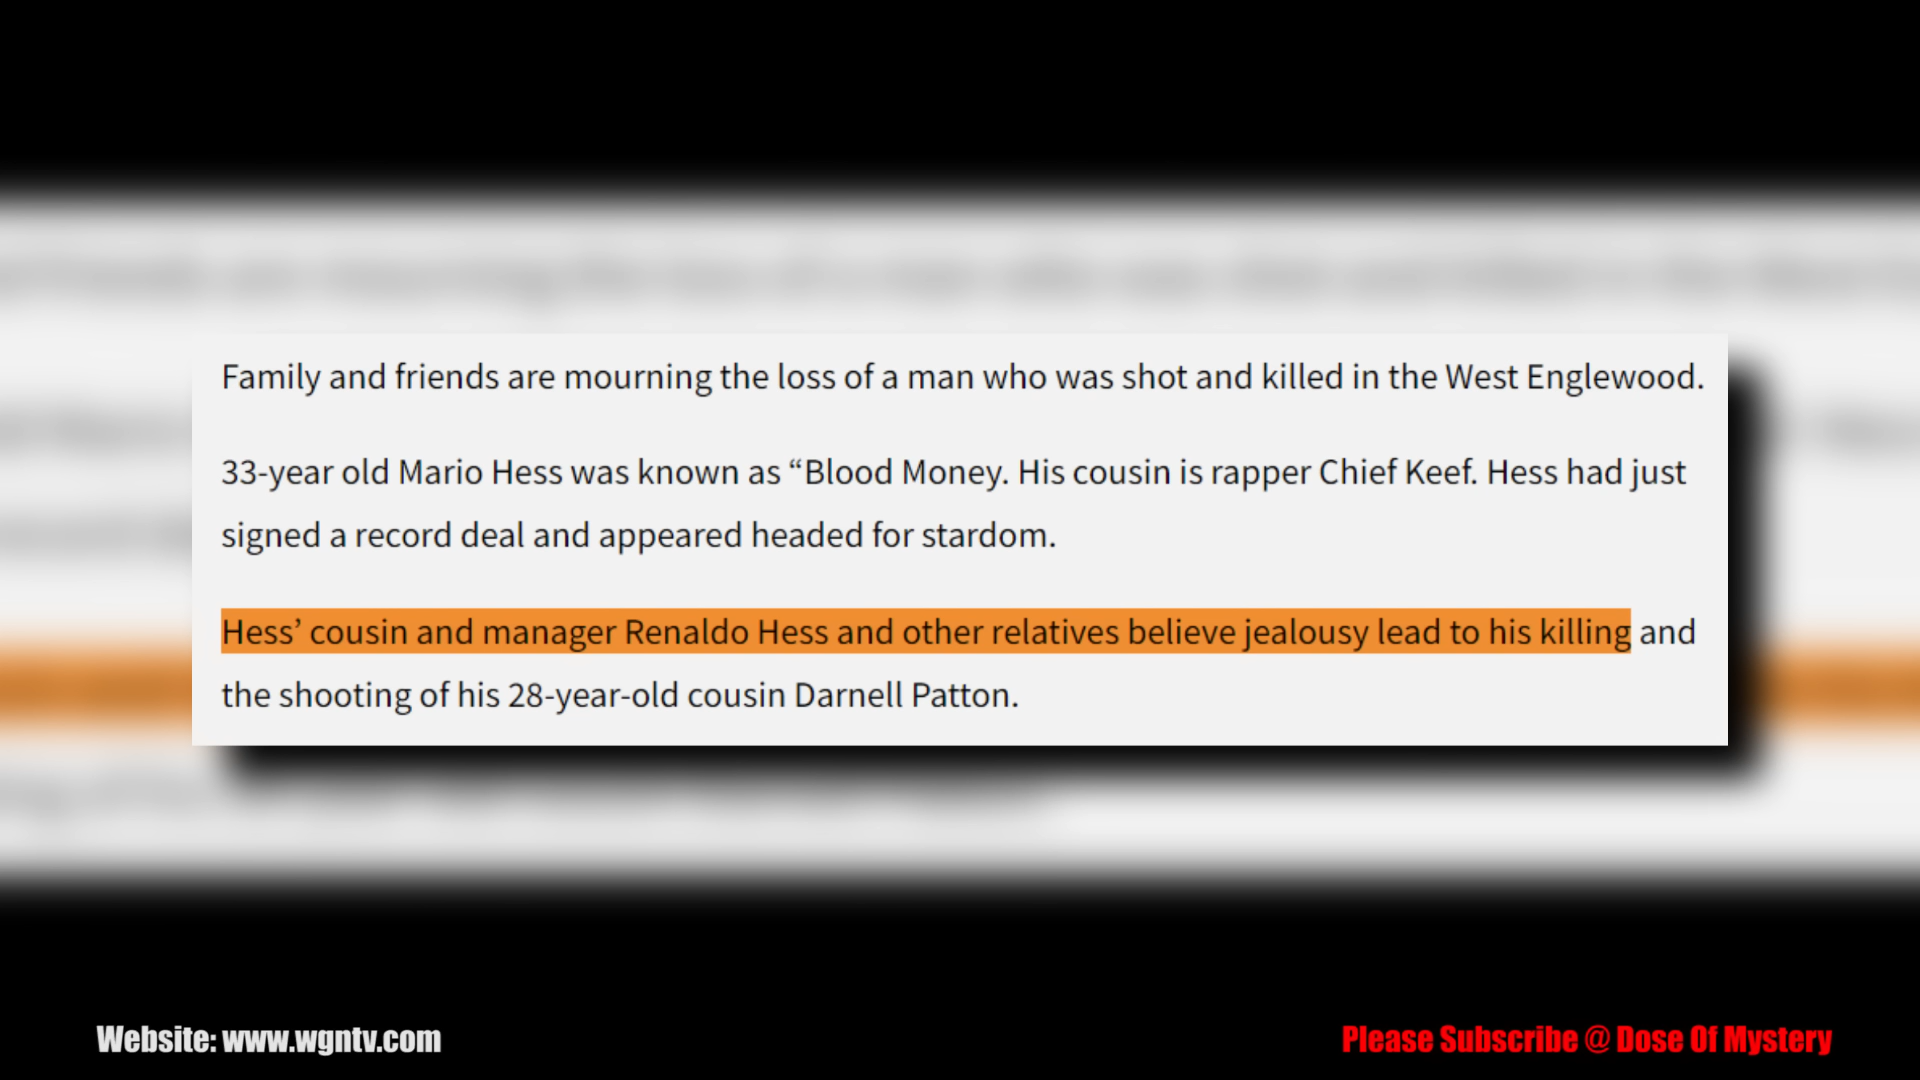 Family and friends are mourning the loss of a man who was shot and killed in the West Englewood.
33-year old Mario Hess was known as “Blood Money. His cousin is rapper Chief Keef. Hess had just
signed a record deal and appeared headed for stardom.
Hess’ cousin and manager Renaldo Hess and other relatives believe jealousy lead to his killing and
the shooting of his 28-year-old cousin Darnell Patton.
Website: www.wgntv.com
Please Subscribe @ Dose Of Mystery